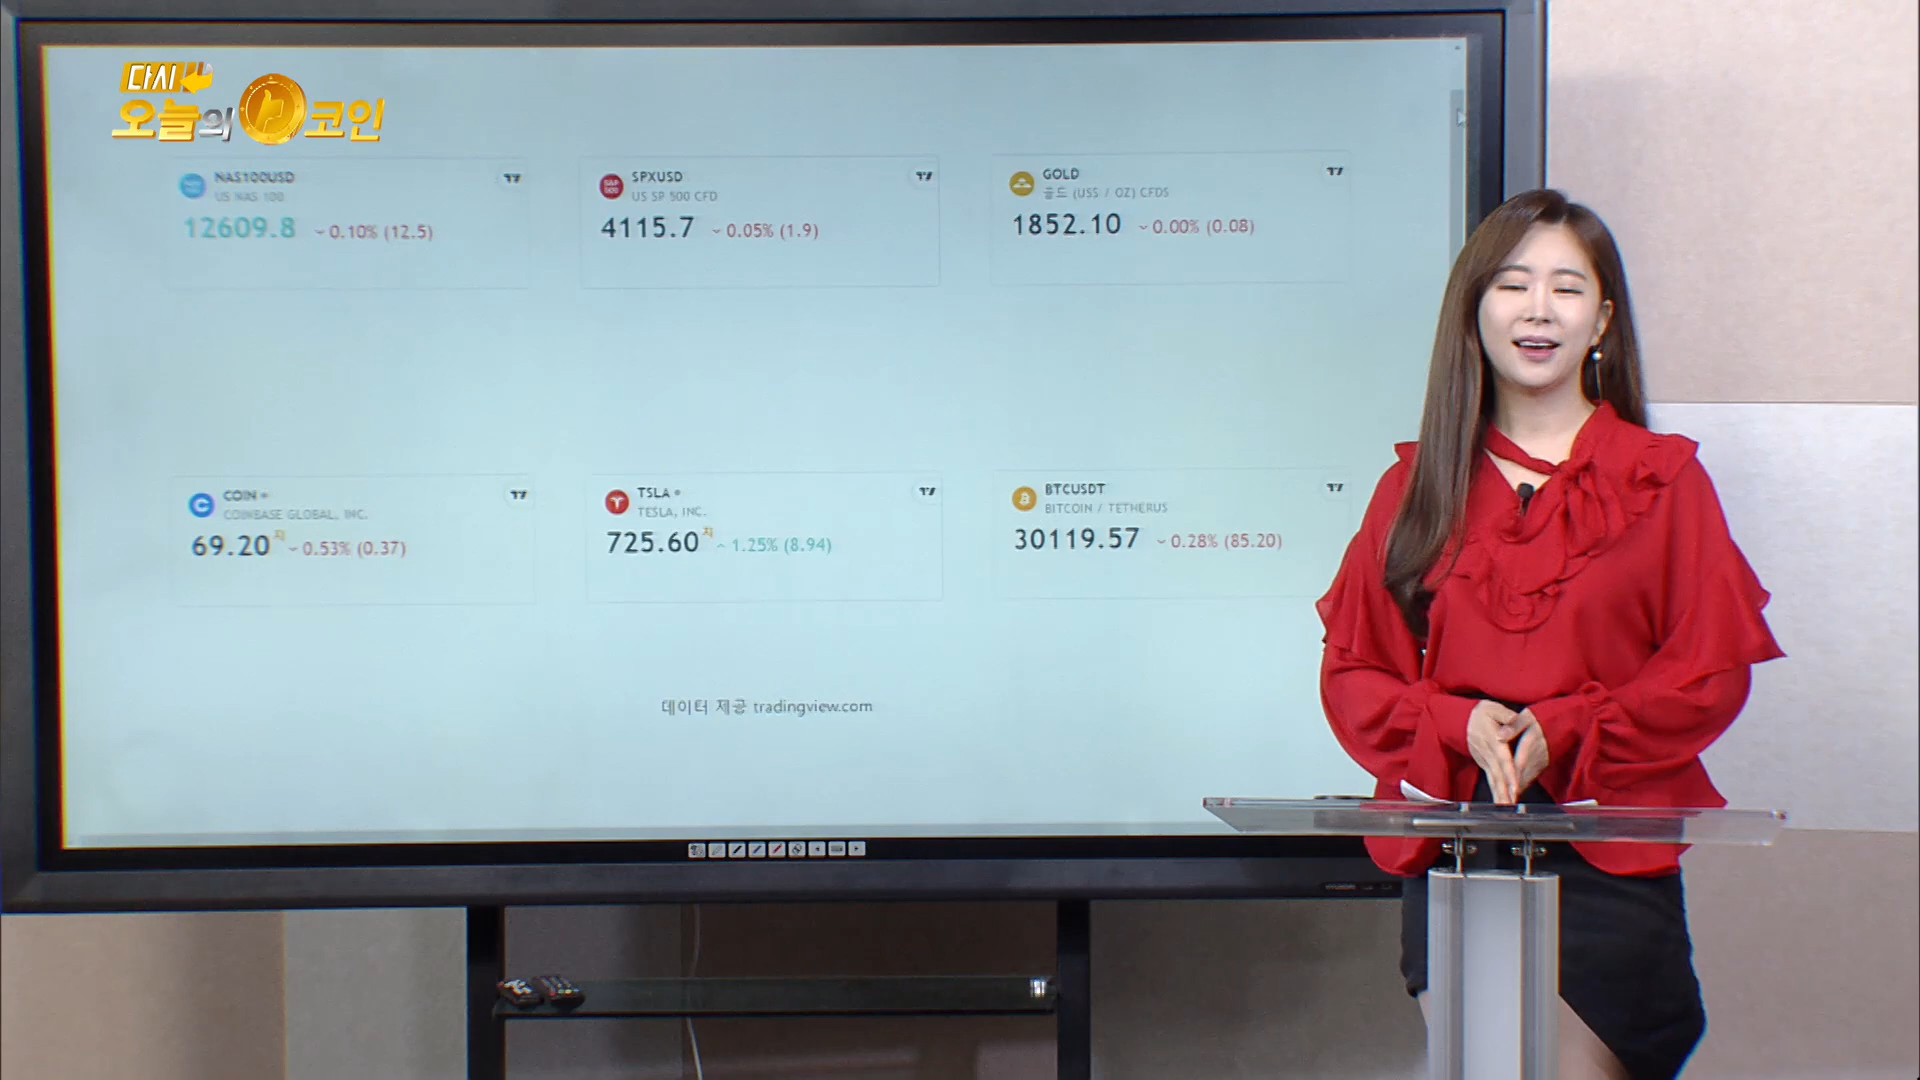 다시
오늘의 코인
NAS100USD
US NAS 100
12609.8 0.10% (12.5)
SPXUSD
US SP 500 CFD
4115.7 0.05% (1.9)
GOLD
골드 (US$ / OZ) CFDS
1852.10 0.00% (0.08)
COIN
COINBASE GLOBAL, INC.
69.20 지 0.53% (0.37)
TSLA
TESLA, INC.
725.60 지 1.25% (8.94)
BTCUSDT
BITCOIN / TETHERUS
30119.57 0.28% (85.20)
데이터 제공 tradingview.com